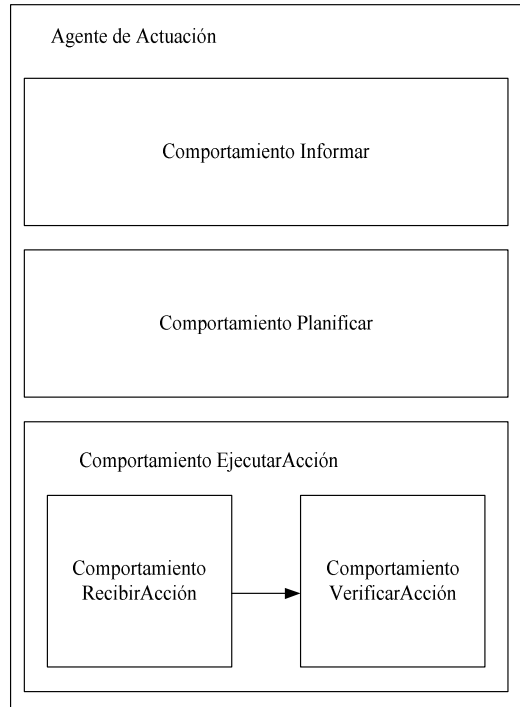 Agente de Actuación
Comportamiento Informar
Comportamiento Planificar
Comportamiento EjecutarAcción
Comportamiento
RecibirAcción
Comportamiento
VerificarAcción